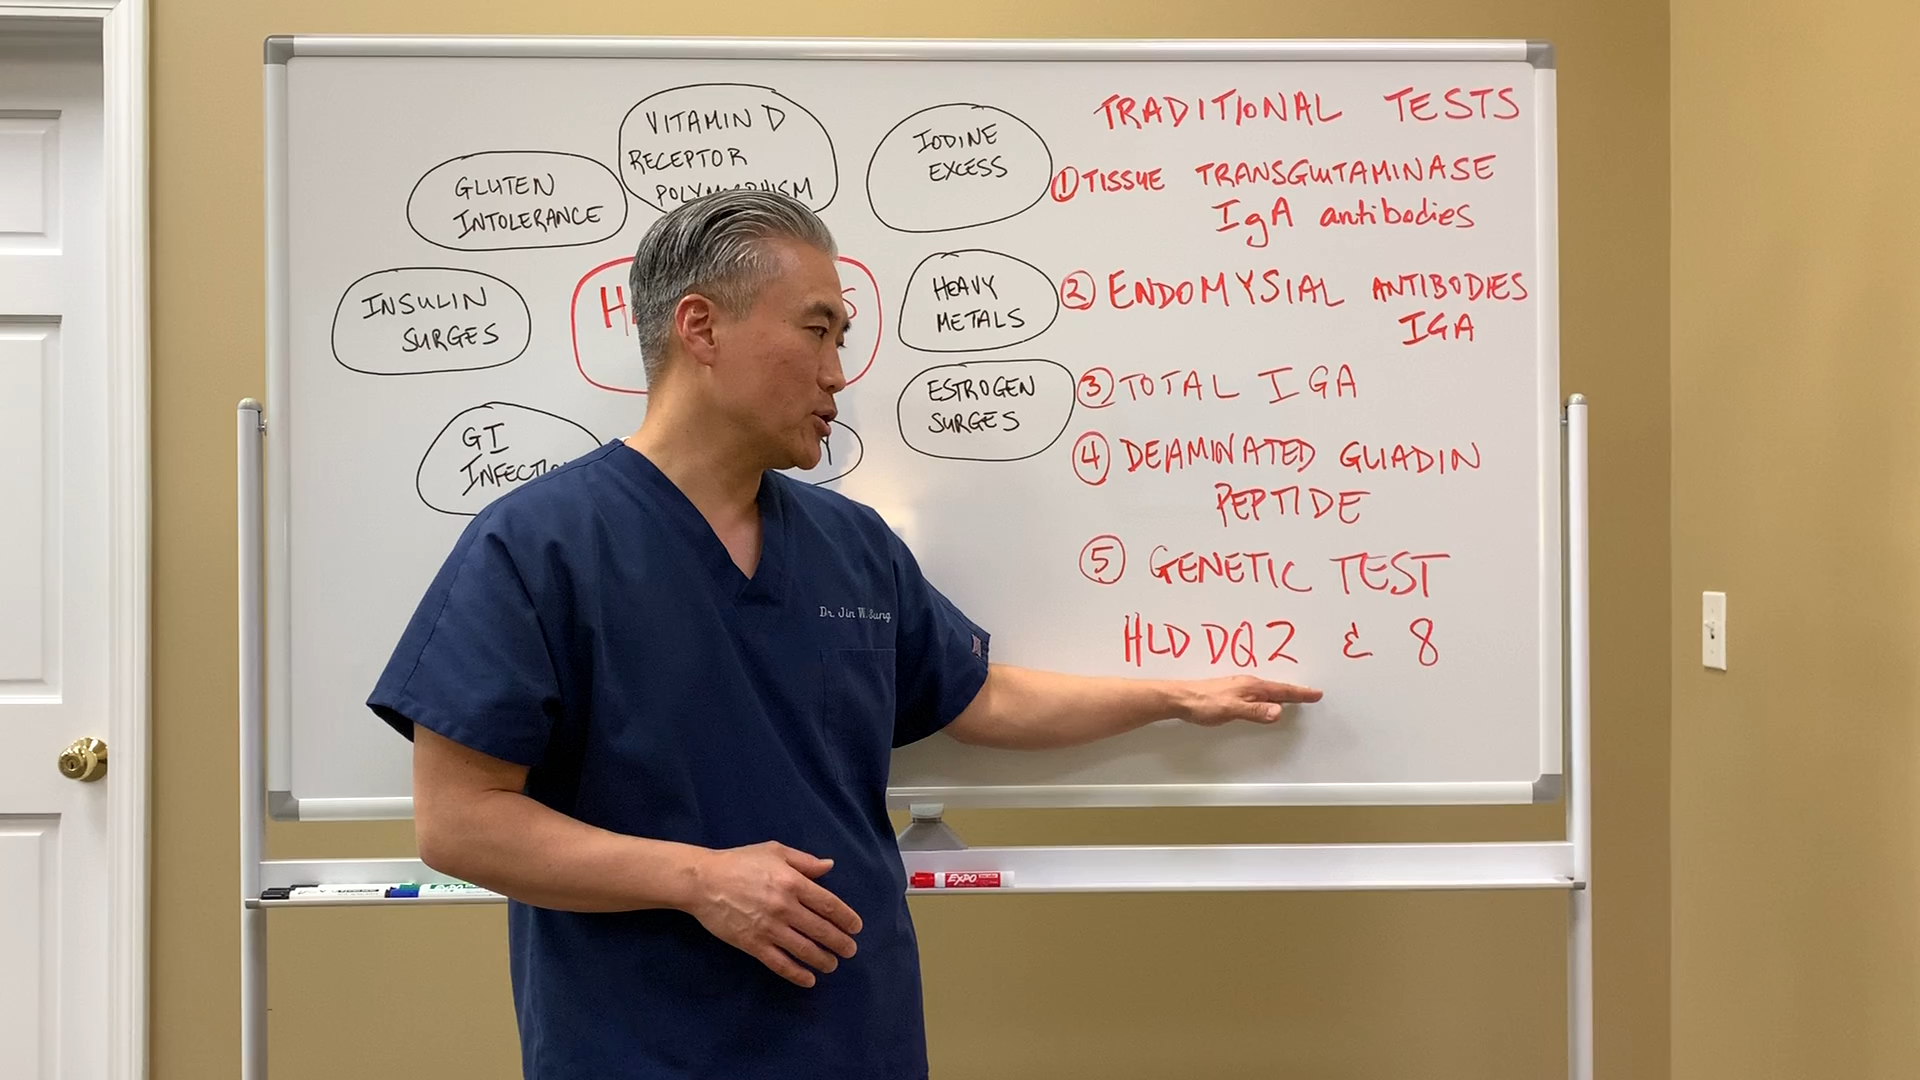 VITAMIN D
RECEPTOR
POLYMORPHISM
IODINE
EXCESS
GLUTEN
INTOLERANCE
INSULIN
SURGES
HEAVY
METALS
ESTROGEN
SURGES
GI
TRADITIONAL TESTS
① TISSUE TRANSGLUTAMINASE
IgA antibodies
② ENDOMYSIAL ANTIBODIES
IGA
③ TOTAL IGA
④ DEAMINATED GLIADIN
PEPTIDE
⑤ GENETIC TEST
HLD DQ2 & 8
Dr. Jin W. Sung
EXPO